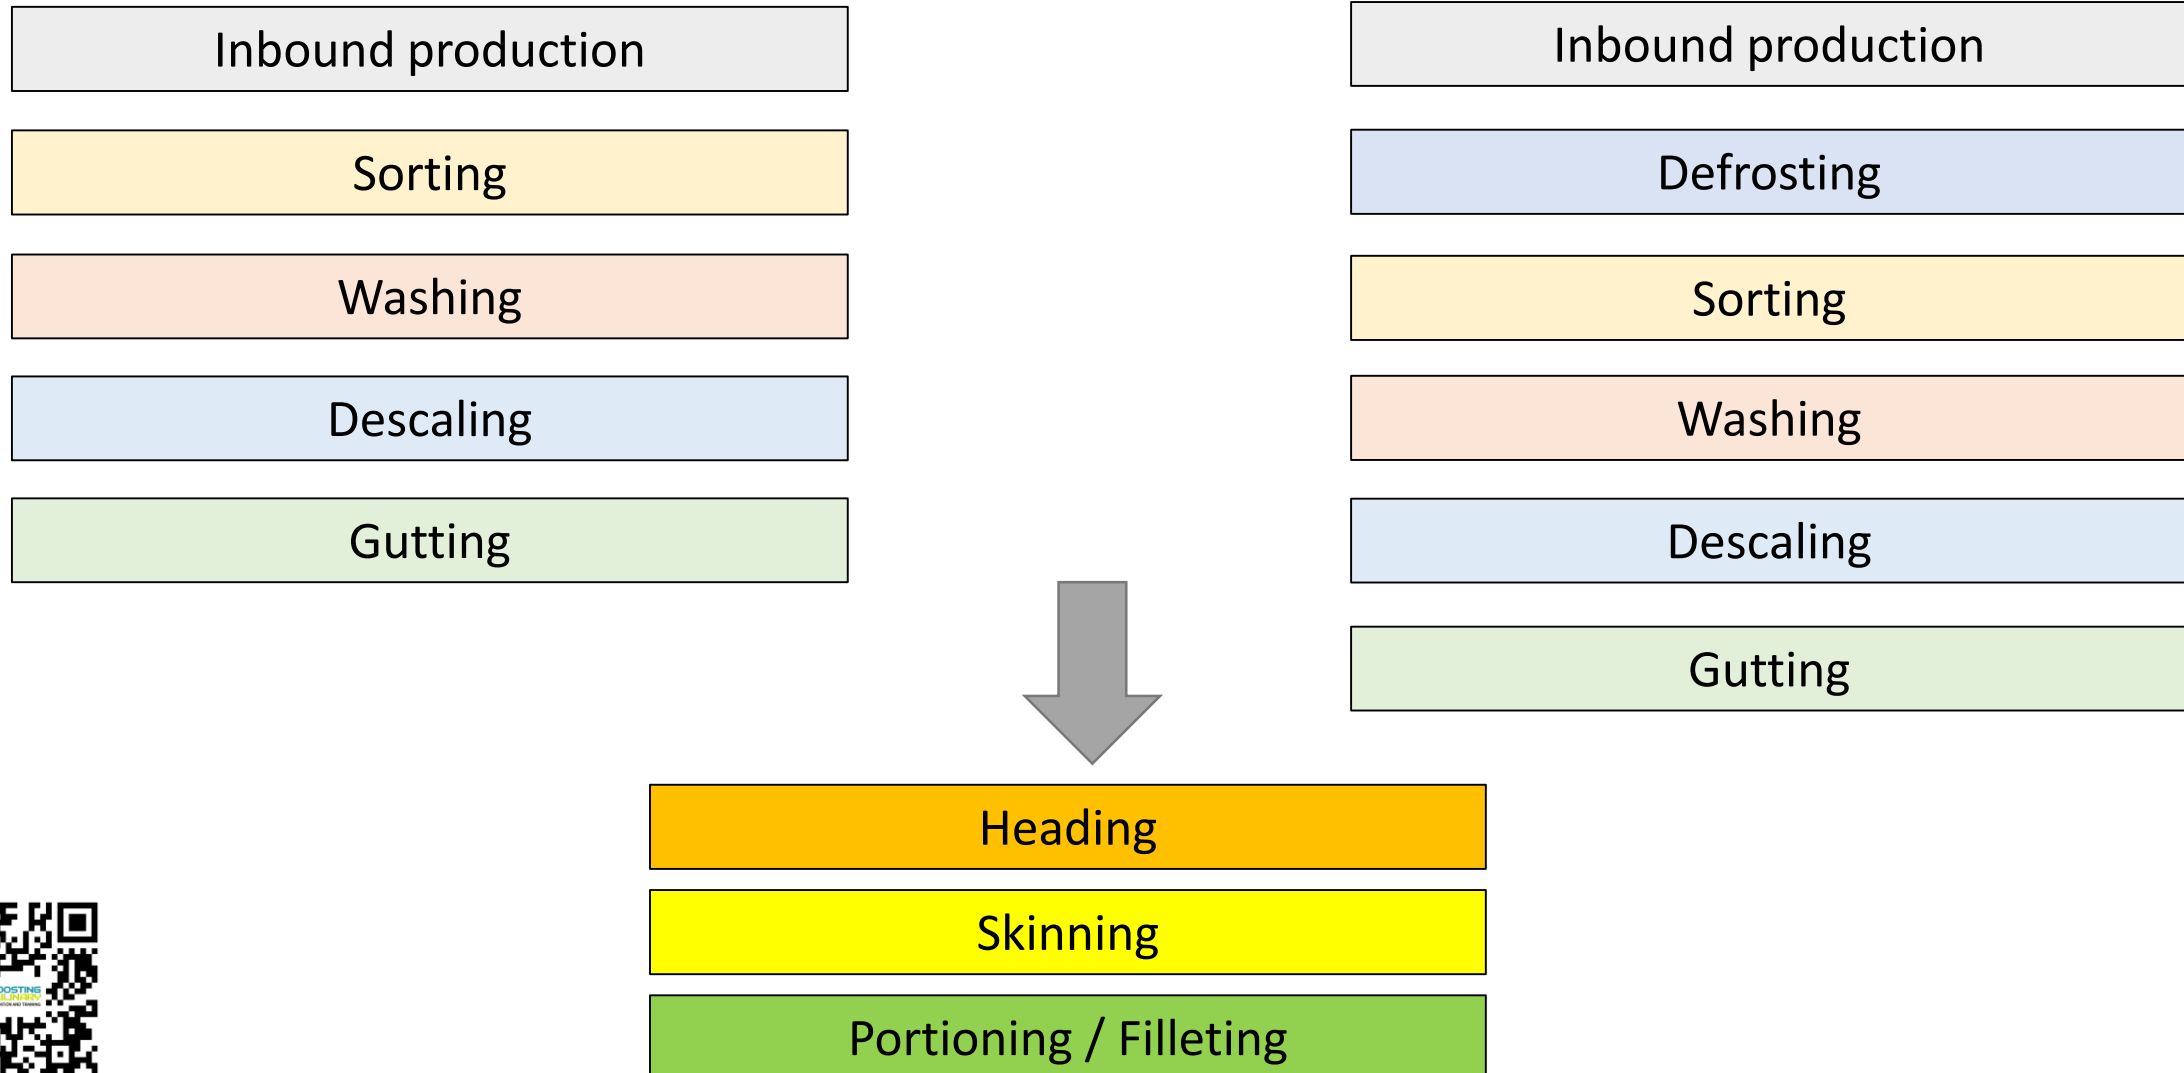 Inbound production
Sorting
Washing
Descaling
Gutting
Inbound production
Defrosting
Sorting
Washing
Descaling
Gutting
Heading
Skinning
Portioning / Filleting